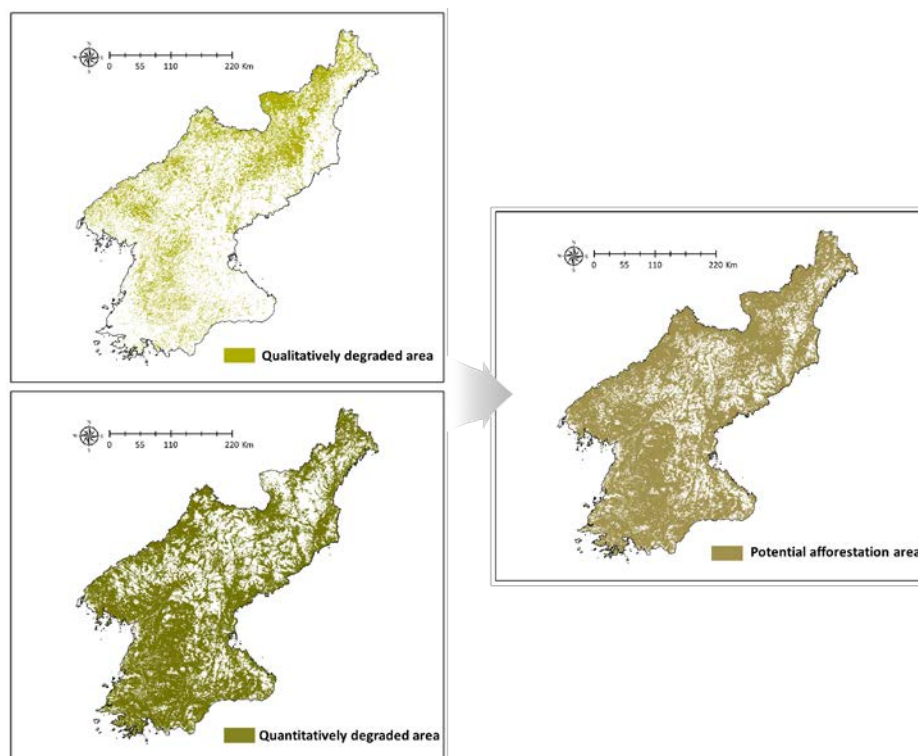 0 55 110 220 Km
Qualitatively degraded area
0 55 110 220 Km
Quantitatively degraded area
0 55 110 220 Km
Potential afforestation area